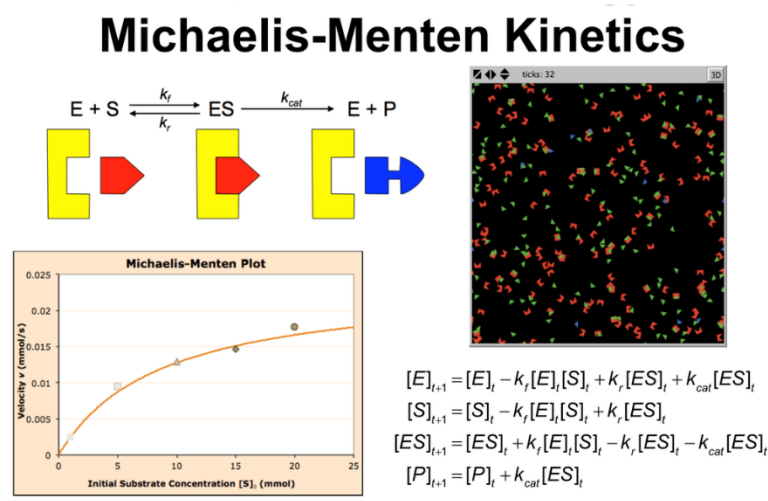 Michaelis-Menten Kinetics
E + S k_f k_r ES k_cat E + P
ticks: 32
3D
Michaelis-Menten Plot
Velocity v (mmol/s)
0.025
0.02
0.015
0.01
0.005
0
0 5 10 15 20 25
Initial Substrate Concentration [S]₀ (mmol)
[E]_{t+1} = [E]_t − k_f[E]_t[S]_t + k_r[ES]_t + k_cat[ES]_t
[S]_{t+1} = [S]_t − k_f[E]_t[S]_t + k_r[ES]_t
[ES]_{t+1} = [ES]_t + k_f[E]_t[S]_t − k_r[ES]_t − k_cat[ES]_t
[P]_{t+1} = [P]_t + k_cat[ES]_t